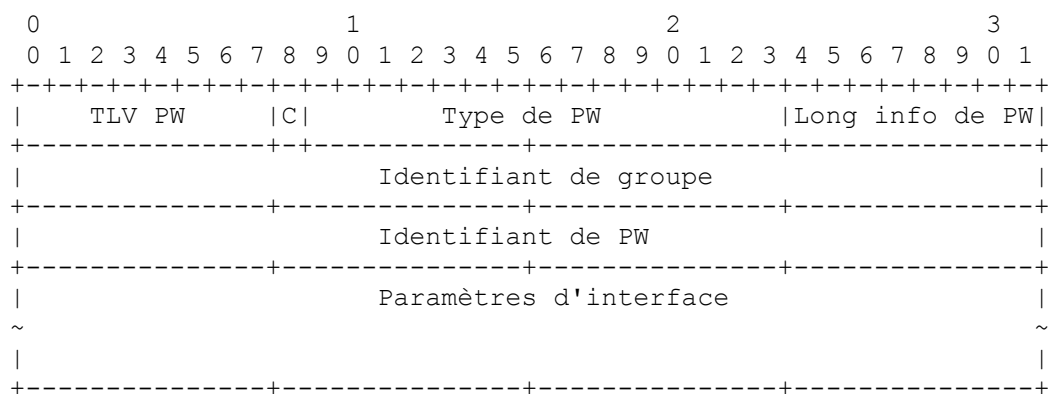 0                   1                   2                   3
 0 1 2 3 4 5 6 7 8 9 0 1 2 3 4 5 6 7 8 9 0 1 2 3 4 5 6 7 8 9 0 1
+-+-+-+-+-+-+-+-+-+-+-+-+-+-+-+-+-+-+-+-+-+-+-+-+-+-+-+-+-+-+-+-+
|    TLV PW     |C|        Type de PW           |Long info de PW|
+---------------+-+-------------+---------------+---------------+
|                      Identifiant de groupe                    |
+---------------+---------------+---------------+---------------+
|                      Identifiant de PW                        |
+---------------+---------------+---------------+---------------+
|                      Paramètres d'interface                   |
~                                                               ~
|                                                               |
+---------------+---------------+---------------+---------------+